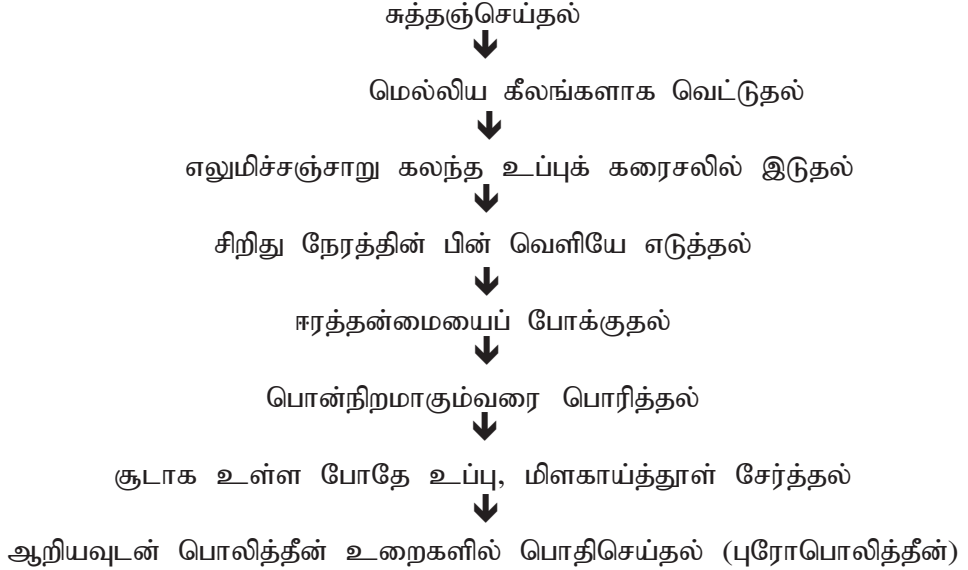 சுத்தஞ்செய்தல்
மெல்லிய கீலங்களாக வெட்டுதல்
எலுமிச்சஞ்சாறு கலந்த உப்புக் கரைசலில் இடுதல்
சிறிது நேரத்தின் பின் வெளியே எடுத்தல்
ஈரத்தன்மையைப் போக்குதல்
பொன்நிறமாகும்வரை பொரித்தல்
சூடாக உள்ள போதே உப்பு, மிளகாய்த்தூள் சேர்த்தல்
ஆறியவுடன் பொலித்தீன் உறைகளில் பொதிசெய்தல் (புரோபொலித்தீன்)